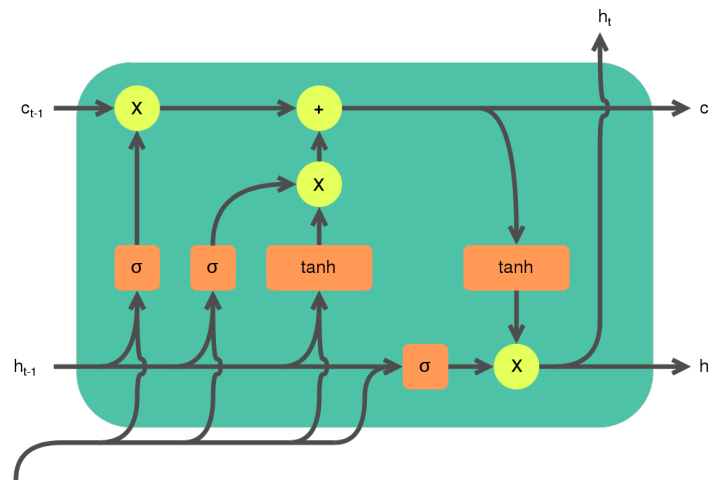 h_t
c_{t-1}
X
+
c
X
σ
σ
tanh
tanh
h_{t-1}
σ
X
h